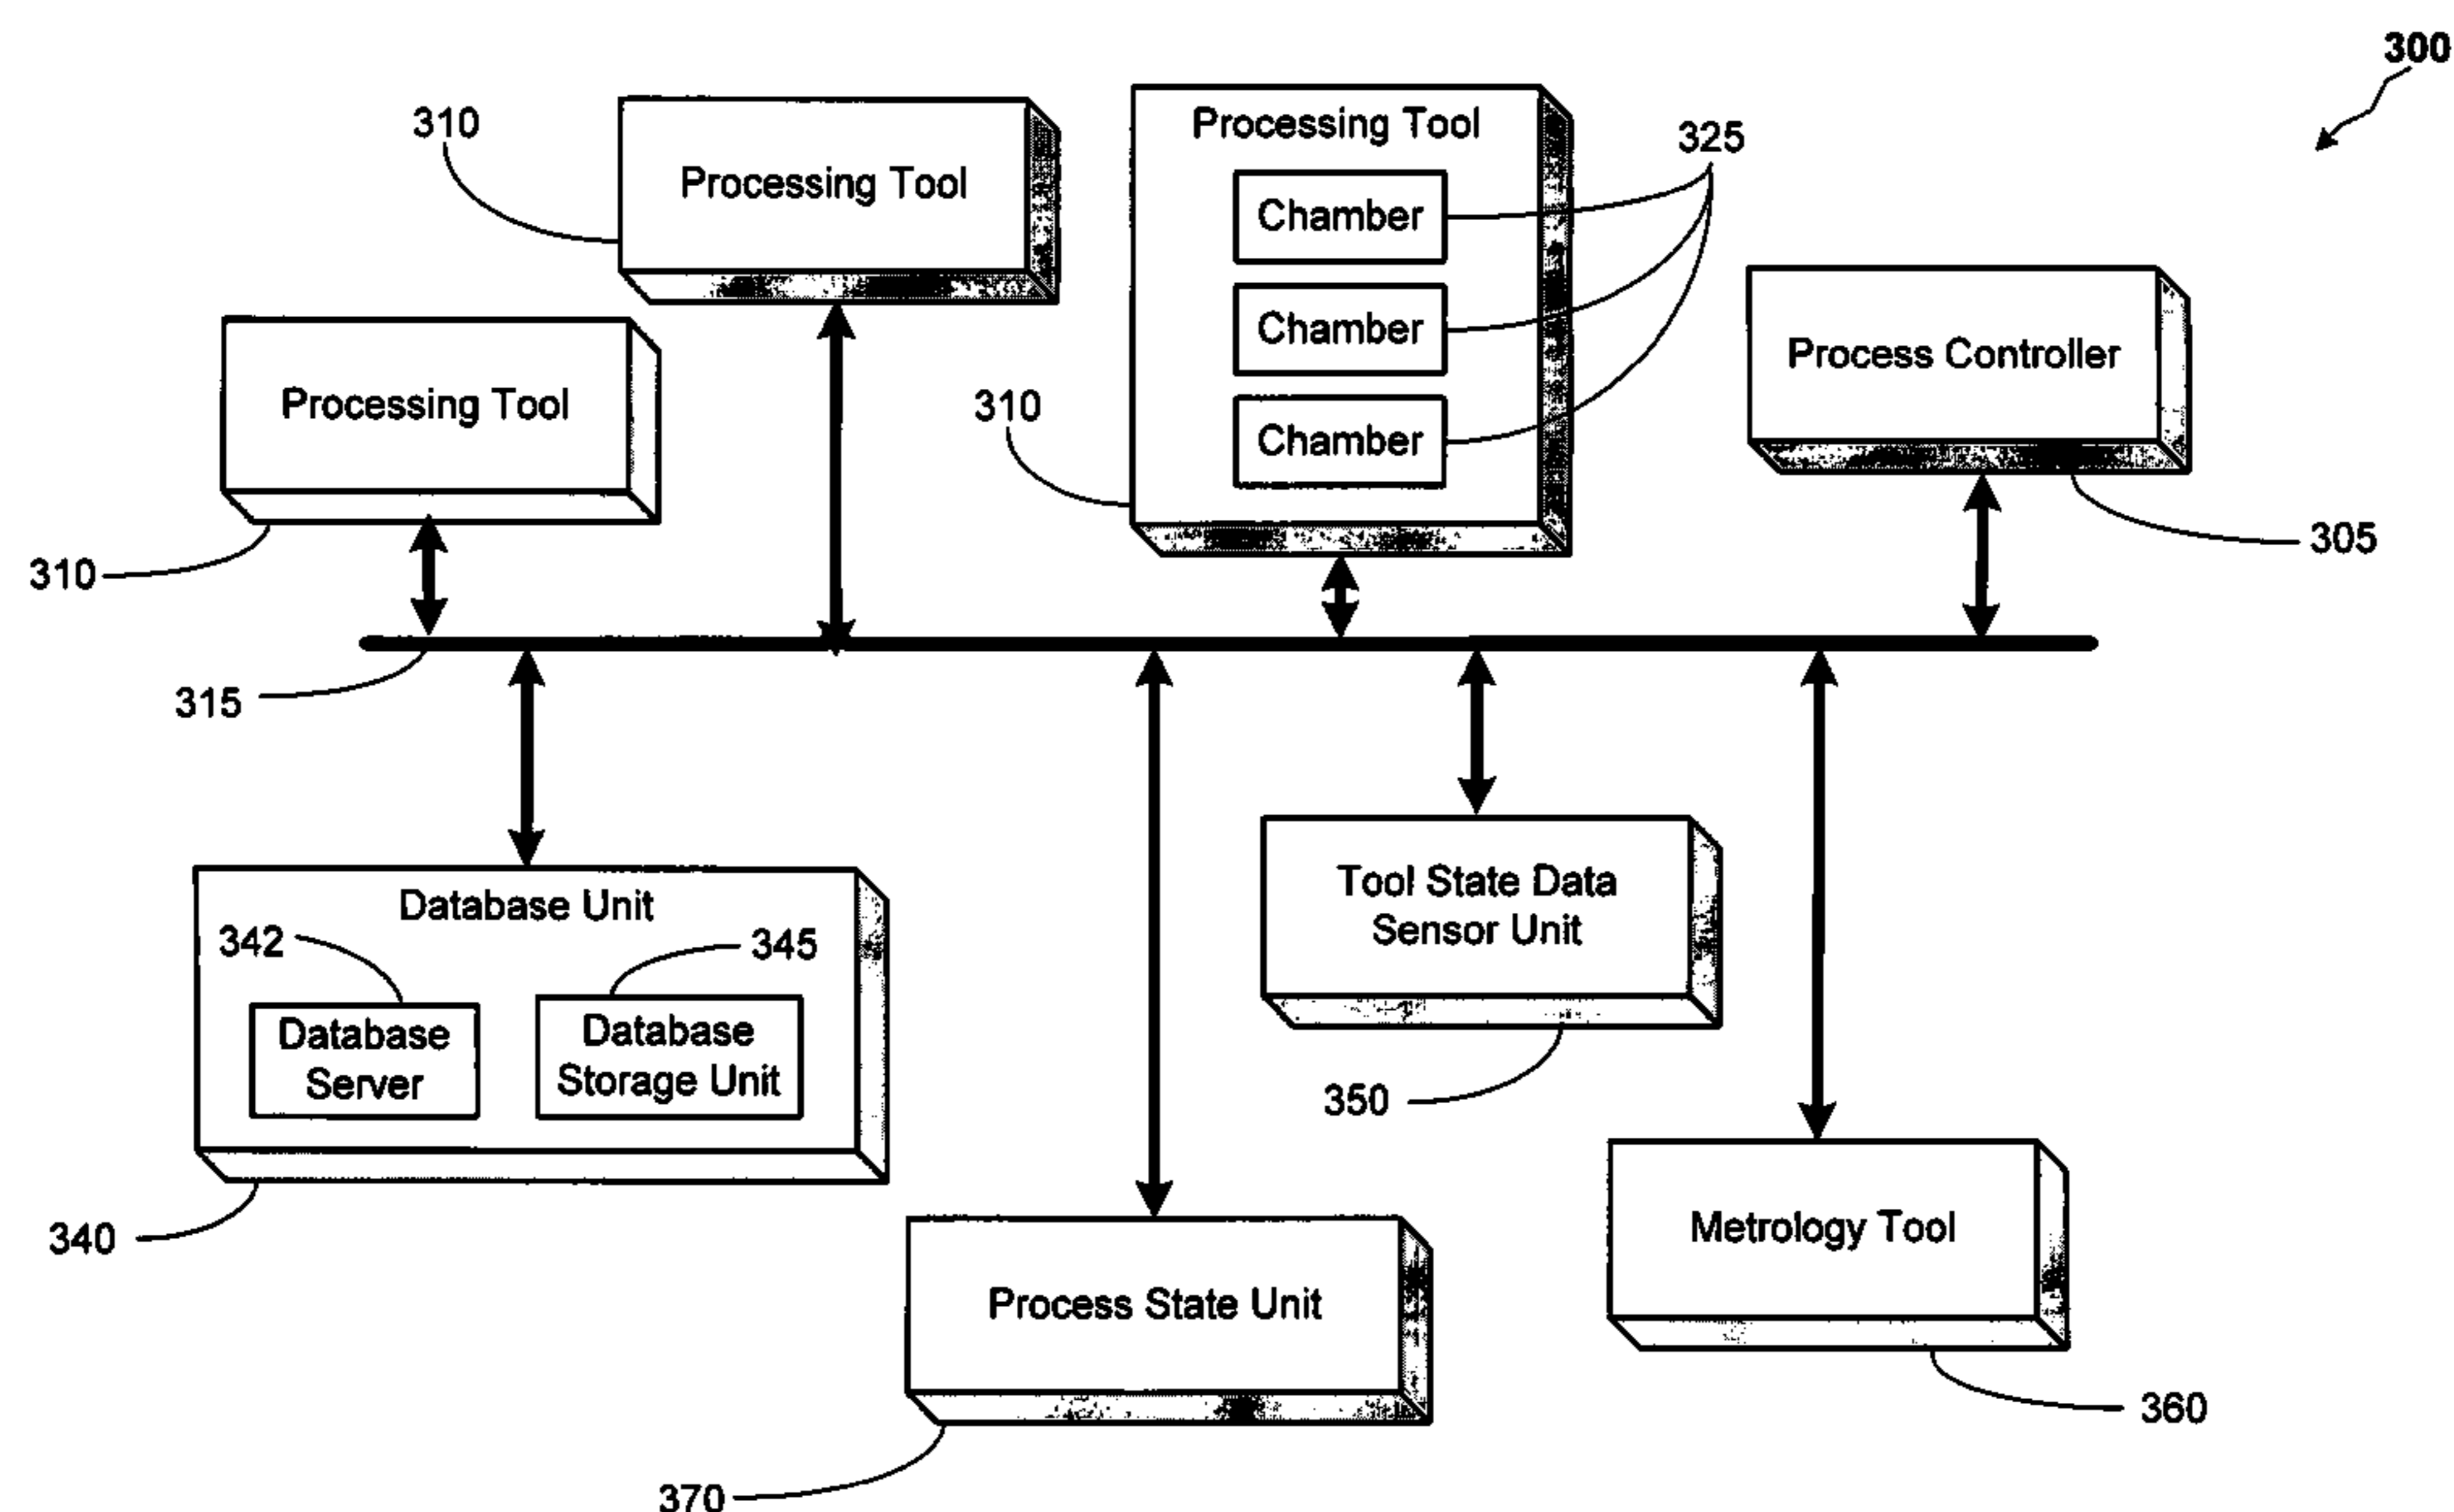 300
310
Processing Tool
Processing Tool
325
Chamber
Chamber
Chamber
310
Process Controller
305
Processing Tool
310
315
Database Unit
342
345
Database
Server
Database
Storage Unit
340
Tool State Data
Sensor Unit
350
Process State Unit
370
Metrology Tool
360